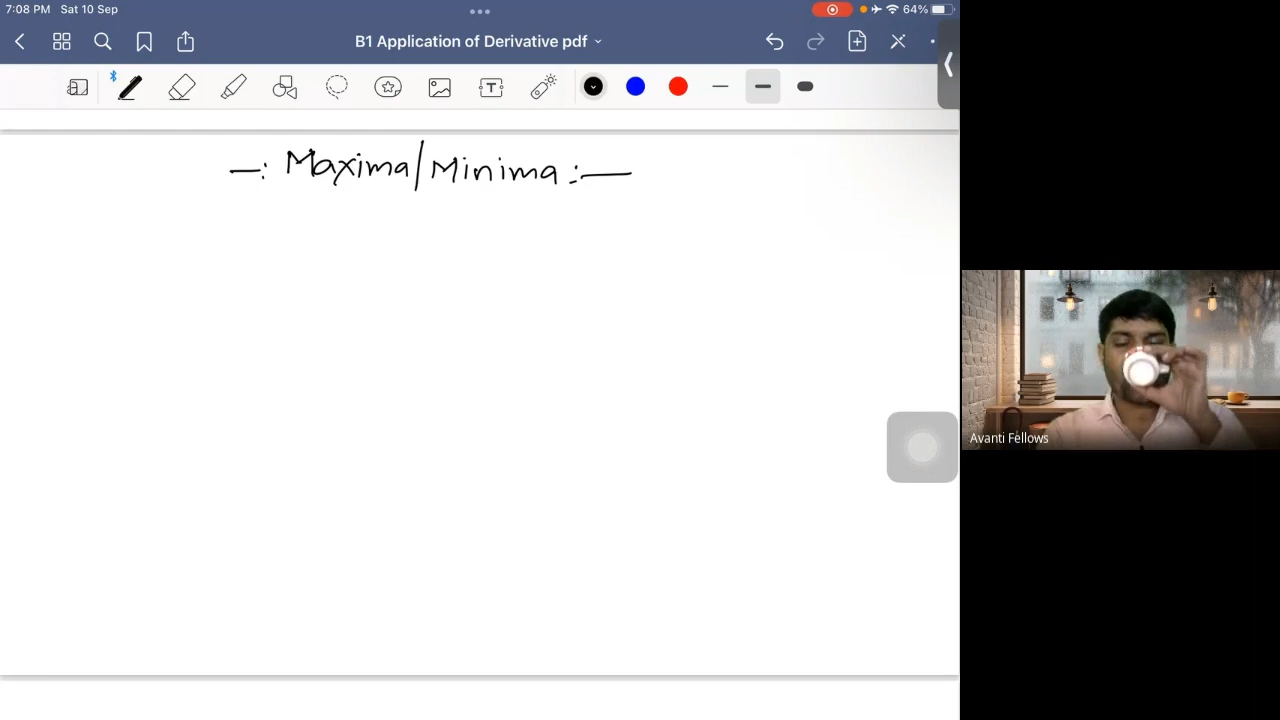 7:08 PM Sat 10 Sep
64%
B1 Application of Derivative pdf
T
—: Maxima/Minima :—
Avanti Fellows